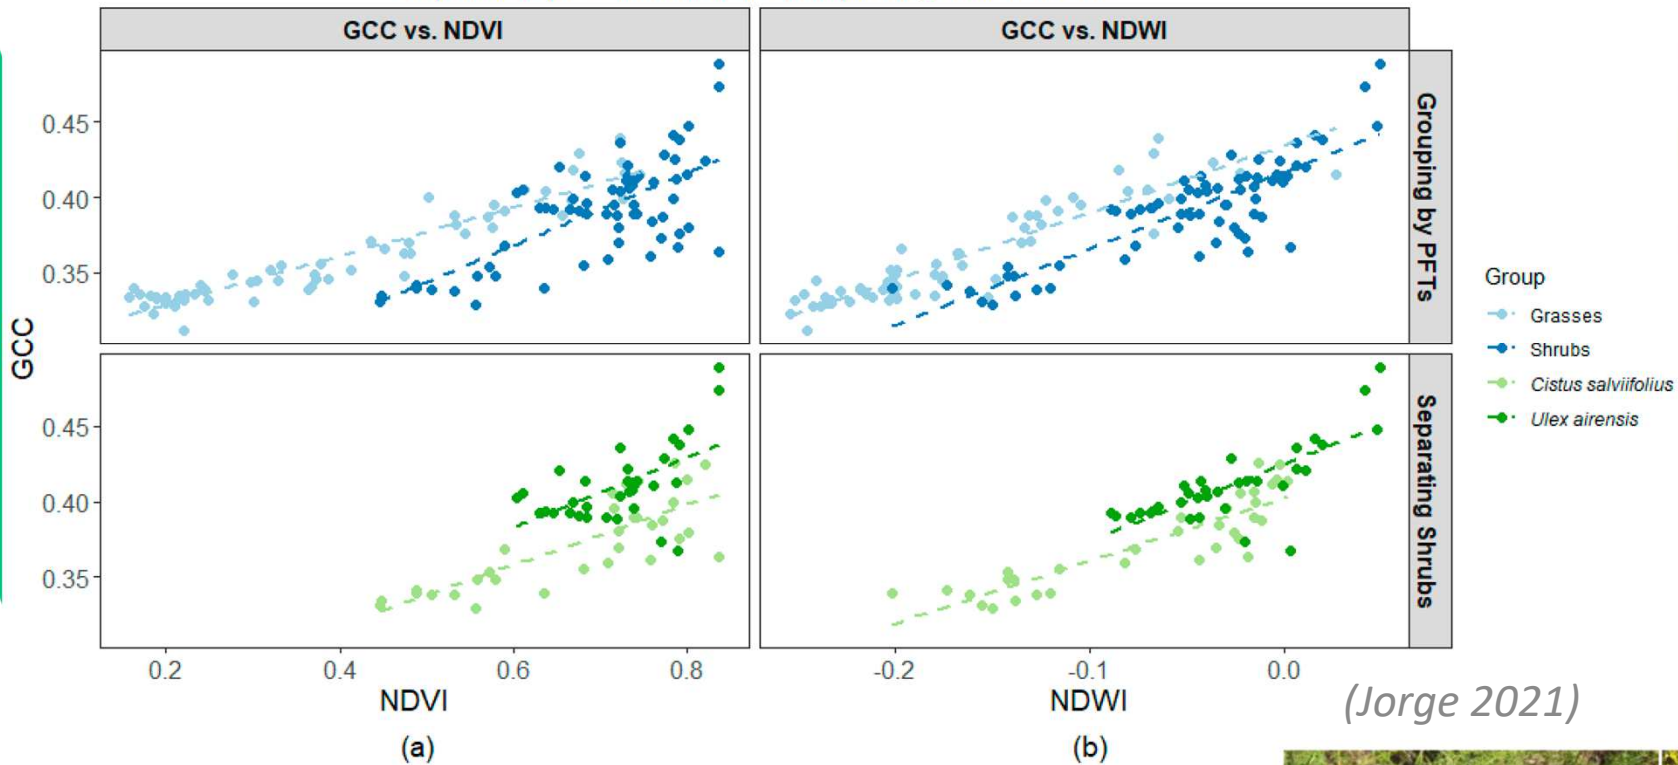 GCC vs. NDVI
GCC vs. NDWI
0.45
0.40
0.35
Grouping by PFTs
GCC
0.45
0.40
0.35
Separating Shrubs
Group
Grasses
Shrubs
Cistus salviifolius
Ulex airensis
0.2 0.4 0.6 0.8
-0.2 -0.1 0.0
NDVI
NDWI
(Jorge 2021)
(a)
(b)